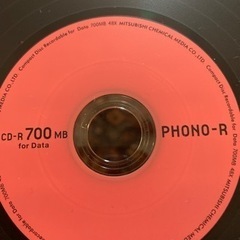 Compact Disc Recordable for Data 700MB 48X MITSUBISHI CHEMICAL MEDIA CO.,LTD.
CD-R 700 MB
for Data
PHONO-R